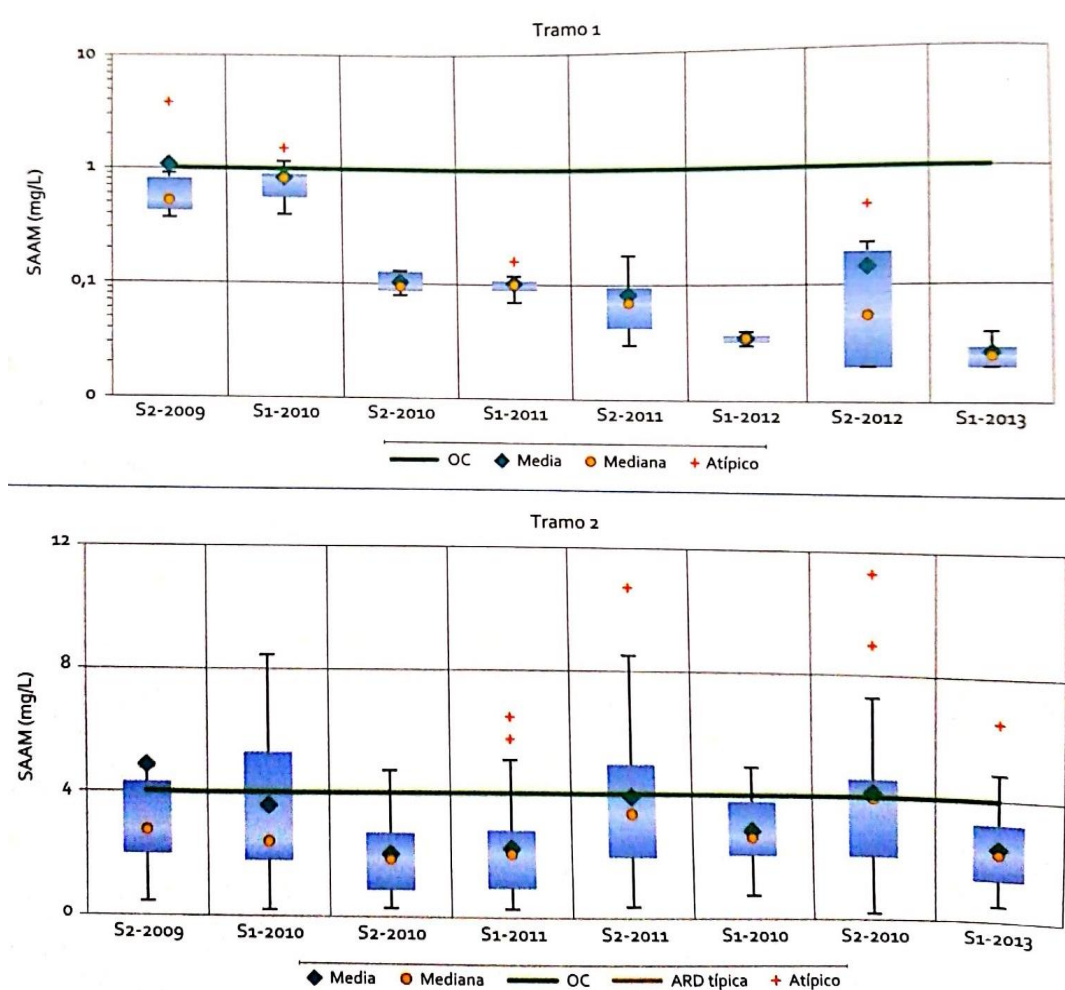 Tramo 1
SAAM (mg/L)
10
1
0,1
0
S2-2009 S1-2010 S2-2010 S1-2011 S2-2011 S1-2012 S2-2012 S1-2013
OC Media Mediana Atípico
Tramo 2
SAAM (mg/L)
12
8
4
0
S2-2009 S1-2010 S2-2010 S1-2011 S2-2011 S1-2010 S2-2010 S1-2013
Media Mediana OC ARD típica Atípico